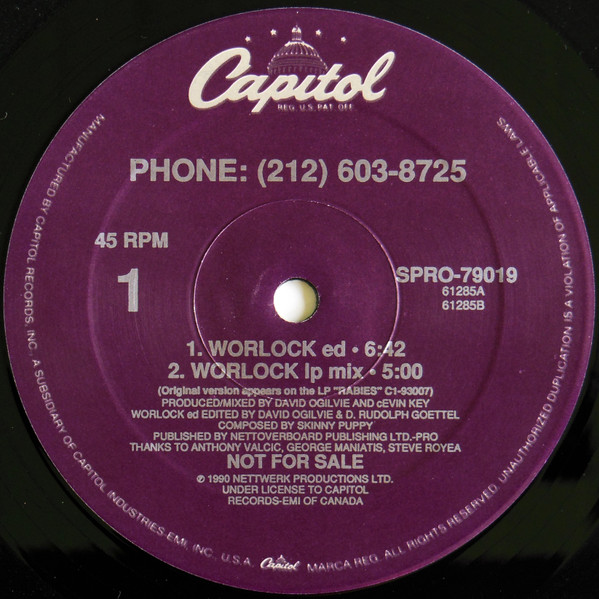 Capitol
REG. U.S. PAT. OFF.
PHONE: (212) 603-8725
45 RPM
1
SPRO-79019
61285A
61285B
1. WORLOCK ed • 6:42
2. WORLOCK lp mix • 5:00
(Original version appears on the LP "RABIES" C1-93007)
PRODUCED/MIXED BY DAVID OGILVIE AND cEVIN KEY
WORLOCK ed EDITED BY DAVID OGILVIE & D. RUDOLPH GOETTEL
COMPOSED BY SKINNY PUPPY
PUBLISHED BY NETTOVERBOARD PUBLISHING LTD.-PRO
THANKS TO ANTHONY VALCIC, GEORGE MANIATIS, STEVE ROYEA
NOT FOR SALE
℗ 1990 NETTWERK PRODUCTIONS LTD.
UNDER LICENSE TO CAPITOL
RECORDS-EMI OF CANADA
MANUFACTURED BY CAPITOL RECORDS, INC., A SUBSIDIARY OF CAPITOL INDUSTRIES-EMI, INC., U.S.A. Capitol MARCA REG. ALL RIGHTS RESERVED. UNAUTHORIZED DUPLICATION IS A VIOLATION OF APPLICABLE LAWS